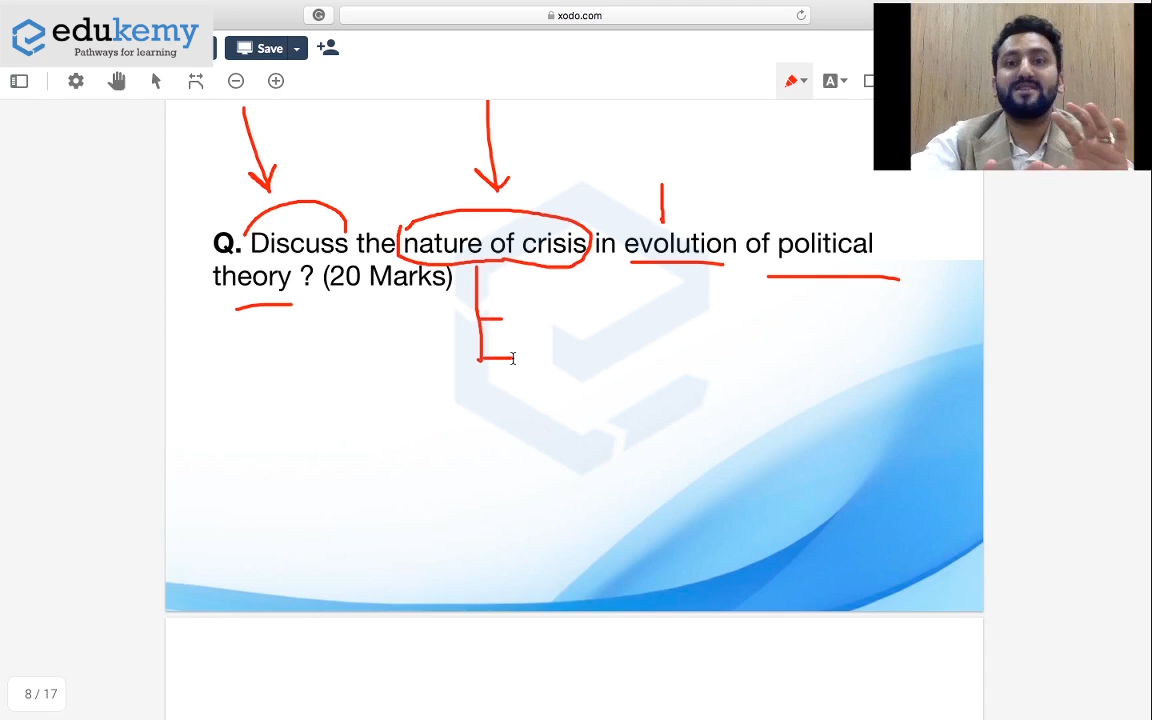 xodo.com
edukemy
Pathways for learning
Save
A
Q. Discuss the nature of crisis in evolution of political
theory ? (20 Marks)
8 / 17